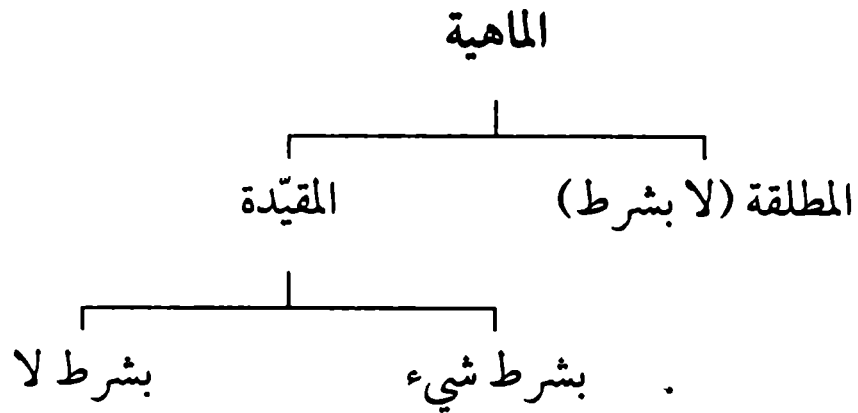 الماهية
المطلقة (لا بشرط) المقيّدة
بشرط شيء بشرط لا